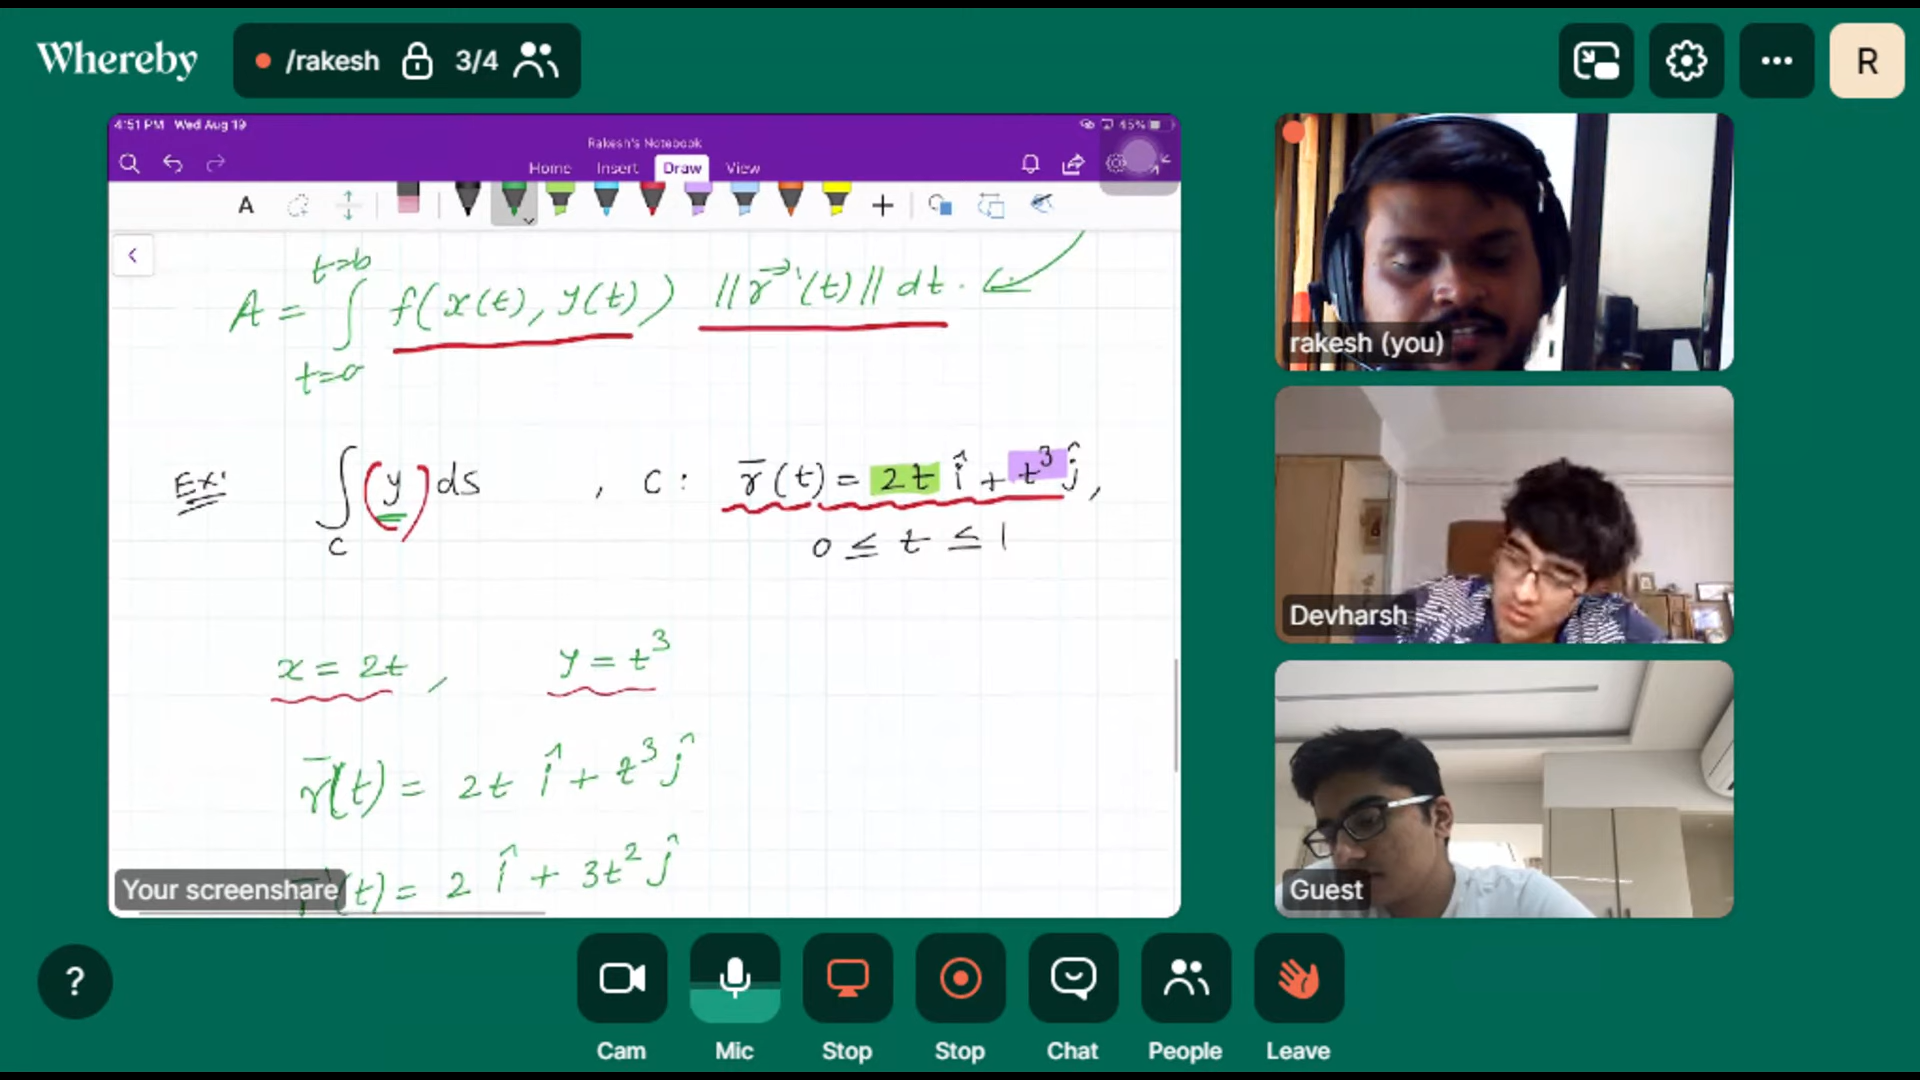 Whereby /rakesh 3/4 R
4:51 PM Wed Aug 19 45%
Rakesh's Notebook
Home Insert Draw View
A
t=b
A = ∫ f(x(t), y(t)) ||r⃗'(t)|| dt.
t=a
Ex: ∫ (y) ds , C : r̄(t) = 2t î + t³ ĵ,
C 0 ≤ t ≤ 1
x = 2t , y = t³
r̄(t) = 2t î + t³ ĵ
'(t) = 2 î + 3t² ĵ
Your screenshare
rakesh (you)
Devharsh
Guest
?
Cam Mic Stop Stop Chat People Leave